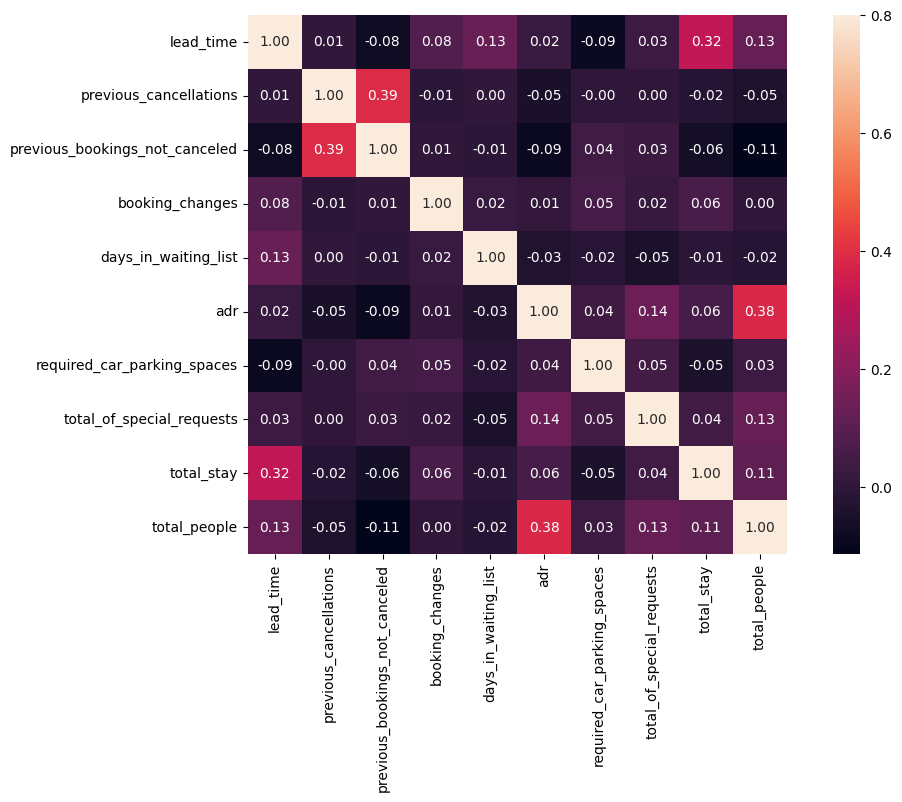 lead_time 1.00 0.01 -0.08 0.08 0.13 0.02 -0.09 0.03 0.32 0.13
previous_cancellations 0.01 1.00 0.39 -0.01 0.00 -0.05 -0.00 0.00 -0.02 -0.05
previous_bookings_not_canceled -0.08 0.39 1.00 0.01 -0.01 -0.09 0.04 0.03 -0.06 -0.11
booking_changes 0.08 -0.01 0.01 1.00 0.02 0.01 0.05 0.02 0.06 0.00
days_in_waiting_list 0.13 0.00 -0.01 0.02 1.00 -0.03 -0.02 -0.05 -0.01 -0.02
adr 0.02 -0.05 -0.09 0.01 -0.03 1.00 0.04 0.14 0.06 0.38
required_car_parking_spaces -0.09 -0.00 0.04 0.05 -0.02 0.04 1.00 0.05 -0.05 0.03
total_of_special_requests 0.03 0.00 0.03 0.02 -0.05 0.14 0.05 1.00 0.04 0.13
total_stay 0.32 -0.02 -0.06 0.06 -0.01 0.06 -0.05 0.04 1.00 0.11
total_people 0.13 -0.05 -0.11 0.00 -0.02 0.38 0.03 0.13 0.11 1.00
lead_time
previous_cancellations
previous_bookings_not_canceled
booking_changes
days_in_waiting_list
adr
required_car_parking_spaces
total_of_special_requests
total_stay
total_people
0.8
0.6
0.4
0.2
0.0